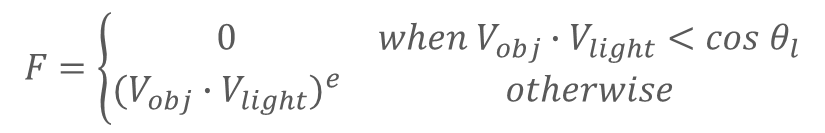 F = { 0 when V_obj · V_light < cos θ_l
(V_obj · V_light)^e otherwise